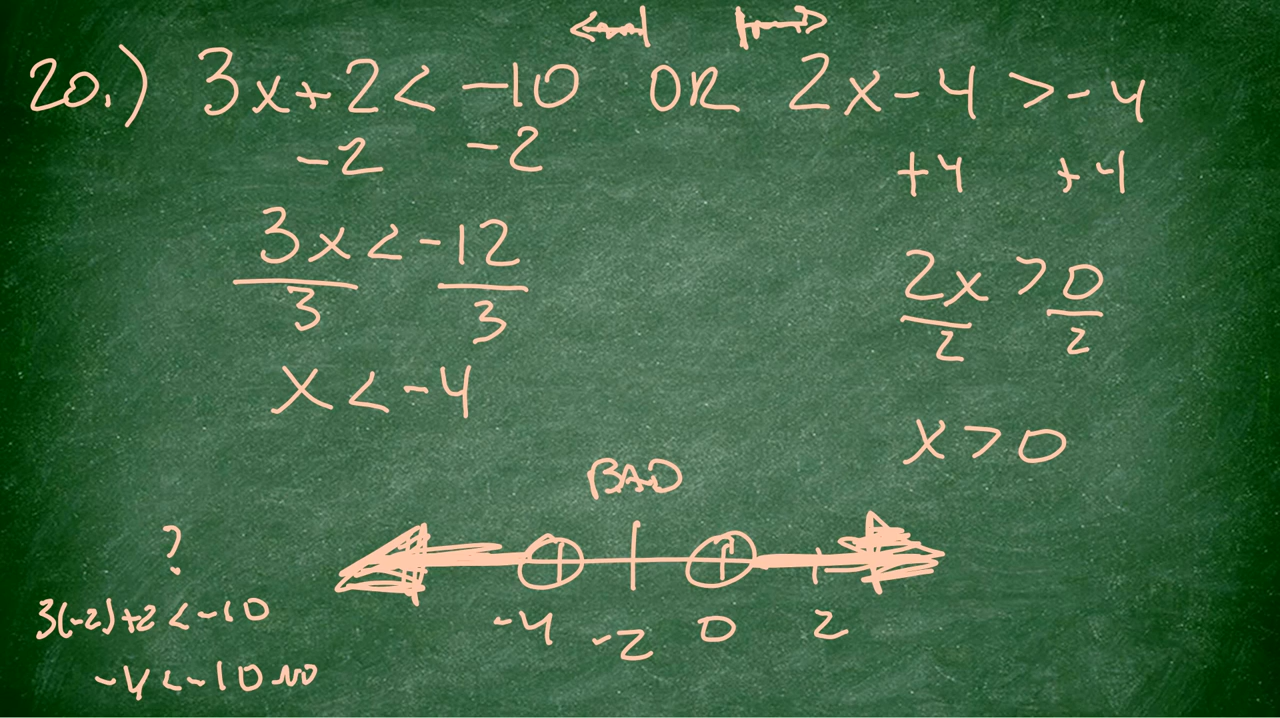 20.) 3x+2 < -10 OR 2x-4 > -4
-2 -2 +4 +4
3x < -12 2x > 0
3 3 2 2
x < -4 x > 0
BAD
?
3(-2)+2 < -10
-4 < -10 NO
-4 -2 0 2